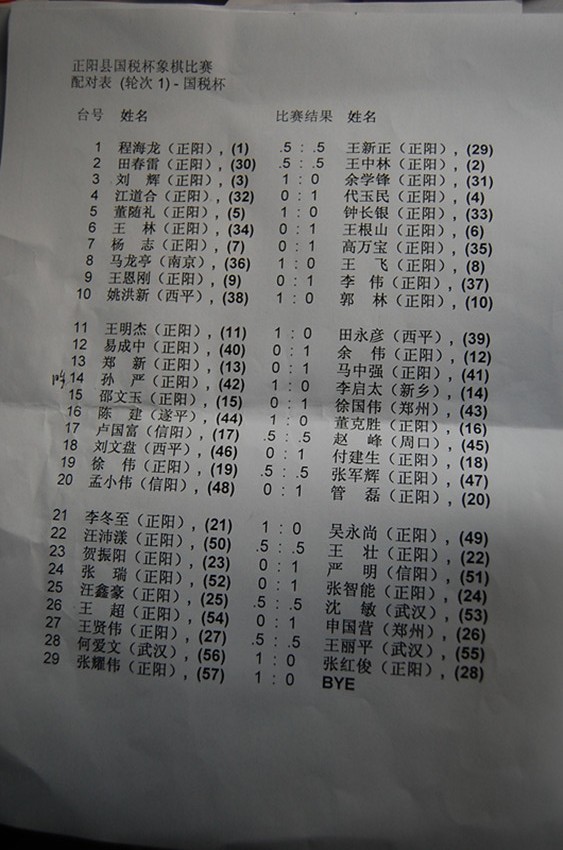 正阳县国税杯象棋比赛
配对表 (轮次 1) - 国税杯
台号 姓名 比赛结果 姓名
1 程海龙(正阳), (1) .5 : .5 王新正(正阳), (29)
2 田春雷(正阳), (30) .5 : .5 王中林(正阳), (2)
3 刘 辉(正阳), (3) 1 : 0 余学锋(正阳), (31)
4 江道合(正阳), (32) 0 : 1 代玉民(正阳), (4)
5 董随礼(正阳), (5) 1 : 0 钟长银(正阳), (33)
6 王 林(正阳), (34) 0 : 1 王根山(正阳), (6)
7 杨 志(正阳), (7) 0 : 1 高万宝(正阳), (35)
8 马龙亭(南京), (36) 1 : 0 王 飞(正阳), (8)
9 王恩刚(正阳), (9) 0 : 1 李 伟(正阳), (37)
10 姚洪新(西平), (38) 1 : 0 郭 林(正阳), (10)
11 王明杰(正阳), (11) 1 : 0 田永彦(西平), (39)
12 易成中(正阳), (40) 0 : 1 余 伟(正阳), (12)
13 郑 新(正阳), (13) 0 : 1 马中强(正阳), (41)
14 孙 严(正阳), (42) 1 : 0 李启太(新乡), (14)
15 邵文玉(正阳), (15) 0 : 1 徐国伟(郑州), (43)
16 陈 建(遂平), (44) 1 : 0 董克胜(正阳), (16)
17 卢国富(信阳), (17) .5 : .5 赵 峰(周口), (45)
18 刘文盘(西平), (46) 0 : 1 付建生(正阳), (18)
19 徐 伟(正阳), (19) .5 : .5 张军辉(正阳), (47)
20 孟小伟(信阳), (48) 0 : 1 管 磊(正阳), (20)
21 李冬至(正阳), (21) 1 : 0 吴永尚(正阳), (49)
22 汪沛漾(正阳), (50) .5 : .5 王 壮(正阳), (22)
23 贺振阳(正阳), (23) 0 : 1 严 明(信阳), (51)
24 张 瑞(正阳), (52) 0 : 1 张智能(正阳), (24)
25 汪鑫豪(正阳), (25) .5 : .5 沈 敏(武汉), (53)
26 王 超(正阳), (54) 0 : 1 申国营(郑州), (26)
27 王贤伟(正阳), (27) .5 : .5 王丽平(武汉), (55)
28 何爱文(武汉), (56) 1 : 0 张红俊(正阳), (28)
29 张耀伟(正阳), (57) 1 : 0 BYE